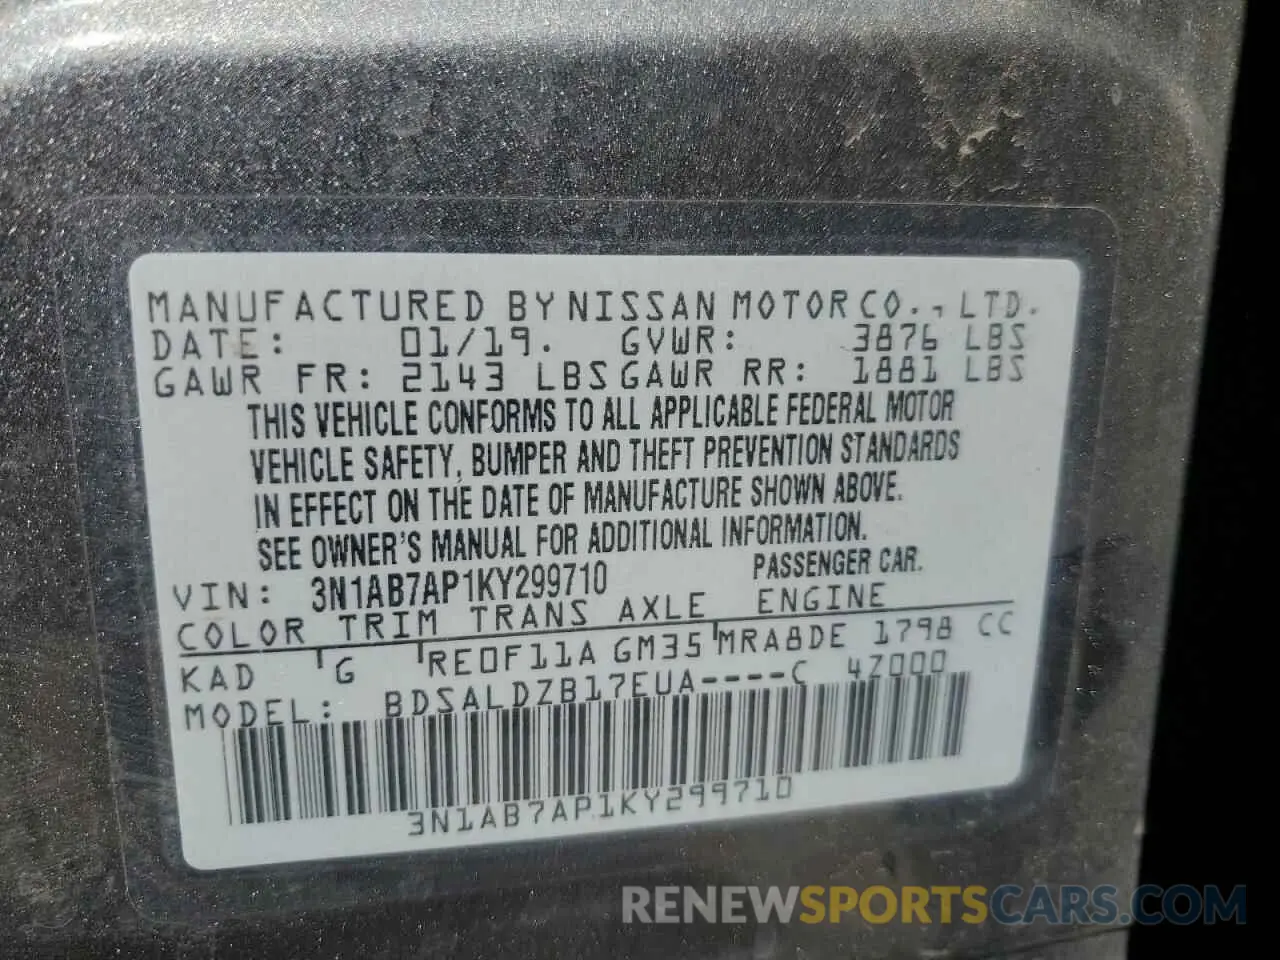 MANUFACTURED BY NISSAN MOTOR CO., LTD.
DATE: 01/19. GVWR: 3876 LBS
GAWR FR: 2143 LBS GAWR RR: 1881 LBS
THIS VEHICLE CONFORMS TO ALL APPLICABLE FEDERAL MOTOR
VEHICLE SAFETY, BUMPER AND THEFT PREVENTION STANDARDS
IN EFFECT ON THE DATE OF MANUFACTURE SHOWN ABOVE.
SEE OWNER'S MANUAL FOR ADDITIONAL INFORMATION.
VIN: 3N1AB7AP1KY299710 PASSENGER CAR.
COLOR TRIM TRANS AXLE ENGINE
KAD G RE0F11A GM35 MRA8DE 1798 CC
MODEL: BDSALDZB17EUA----C 4Z000
3N1AB7AP1KY299710
RENEWSPORTSCARS.COM